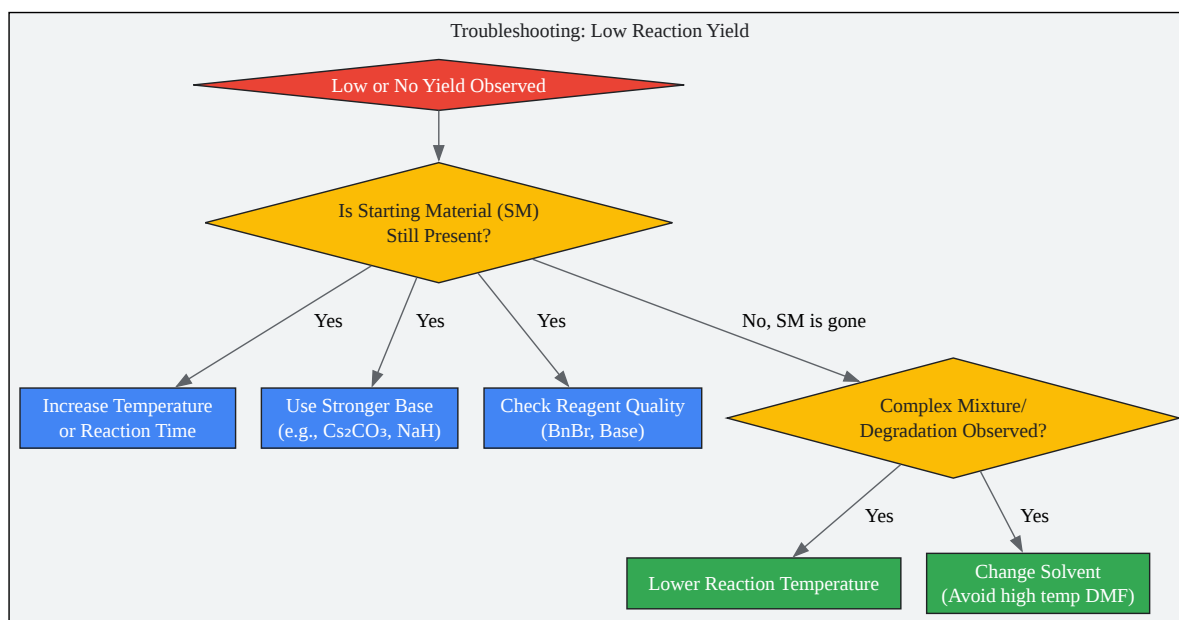 Troubleshooting: Low Reaction Yield
Low or No Yield Observed
Is Starting Material (SM)
Still Present?
Yes
Yes
Yes
No, SM is gone
Increase Temperature
or Reaction Time
Use Stronger Base
(e.g., Cs₂CO₃, NaH)
Check Reagent Quality
(BnBr, Base)
Complex Mixture/
Degradation Observed?
Yes
Yes
Lower Reaction Temperature
Change Solvent
(Avoid high temp DMF)